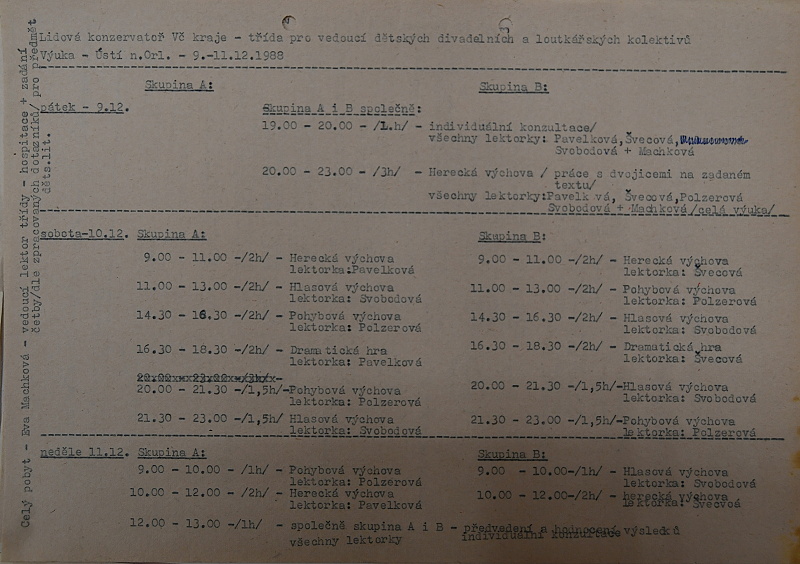 Lidová konzervatoř Vč kraje - třída pro vedoucí dětských divadelních a loutkářských kolektivů
Výuka - Ústí n.Orl. - 9.-11.12.1988
Skupina A: Skupina B:
pátek - 9.12. Skupina A i B společně:
19.00 - 20.00 - /1.h/ - individuální konzultace/
všechny lektorky: Pavelková, Švecová,
Svobodová + Machková
20.00 - 23.00 - /3h/ - Herecká výchova / práce s dvojicemi na zadaném
textu/
všechny lektorky: Pavelk vá, Švecová, Polzerová
Svobodová + Machková /celá výuka/
sobota-10.12. Skupina A: Skupina B:
9.00 - 11.00 -/2h/ - Herecká výchova 9.00 - 11.00 -/2h/ - Herecká výchova
lektorka:Pavelková lektorka: Švecová
11.00 - 13.00 -/2h/ - Hlasová výchova 11.00 - 13.00 -/2h/ - Pohybová výchova
lektorka: Svobodová lektorka: Polzerová
14.30 - 16.30 -/2h/ - Pohybová výchova 14.30 - 16.30 -/2h/ - Hlasová výchova
lektorka: Polzerová lektorka: Svobodová
16.30 - 18.30 -/2h/ - Dramatická hra 16.30 - 18.30 -/2h/ - Dramatická hra
lektorka: Pavelková lektorka: Švecová
20.00 - 21.30 -/1,5h/-Pohybová výchova 20.00 - 21.30 -/1,5h/-Hlasová výchova
lektorka: Polzerová lektorka: Svobodová
21.30 - 23.00 -/1,5h/ Hlasová výchova 21.30 - 23.00 -/1,5h/-Pohybová výchova
lektorka: Svobodová lektorka: Polzerová
neděle 11.12. Skupina A: Skupina B:
9.00 - 10.00 - /1h/ - Pohybová výchova 9.00 - 10.00-/1h/ - Hlasová výchova
lektorka: Polzerová lektorka: Svobodová
10.00 - 12.00 - /2h/ - Herecká výchova 10.00 - 12.00-/2h/ - herecká výchova
lektorka: Pavelková lektorka: Švecová
12.00 - 13.00 -/1h/ - společně skupina A i B - předvedení a hodnocení výsledků
všechny lektorky individuální konzultace
Celý pobyt - Eva Machková - vedoucí lektor třídy - hospitace + zadání
četby/dle zpracovaných dotazníků/ pro předmět
děts.lit.